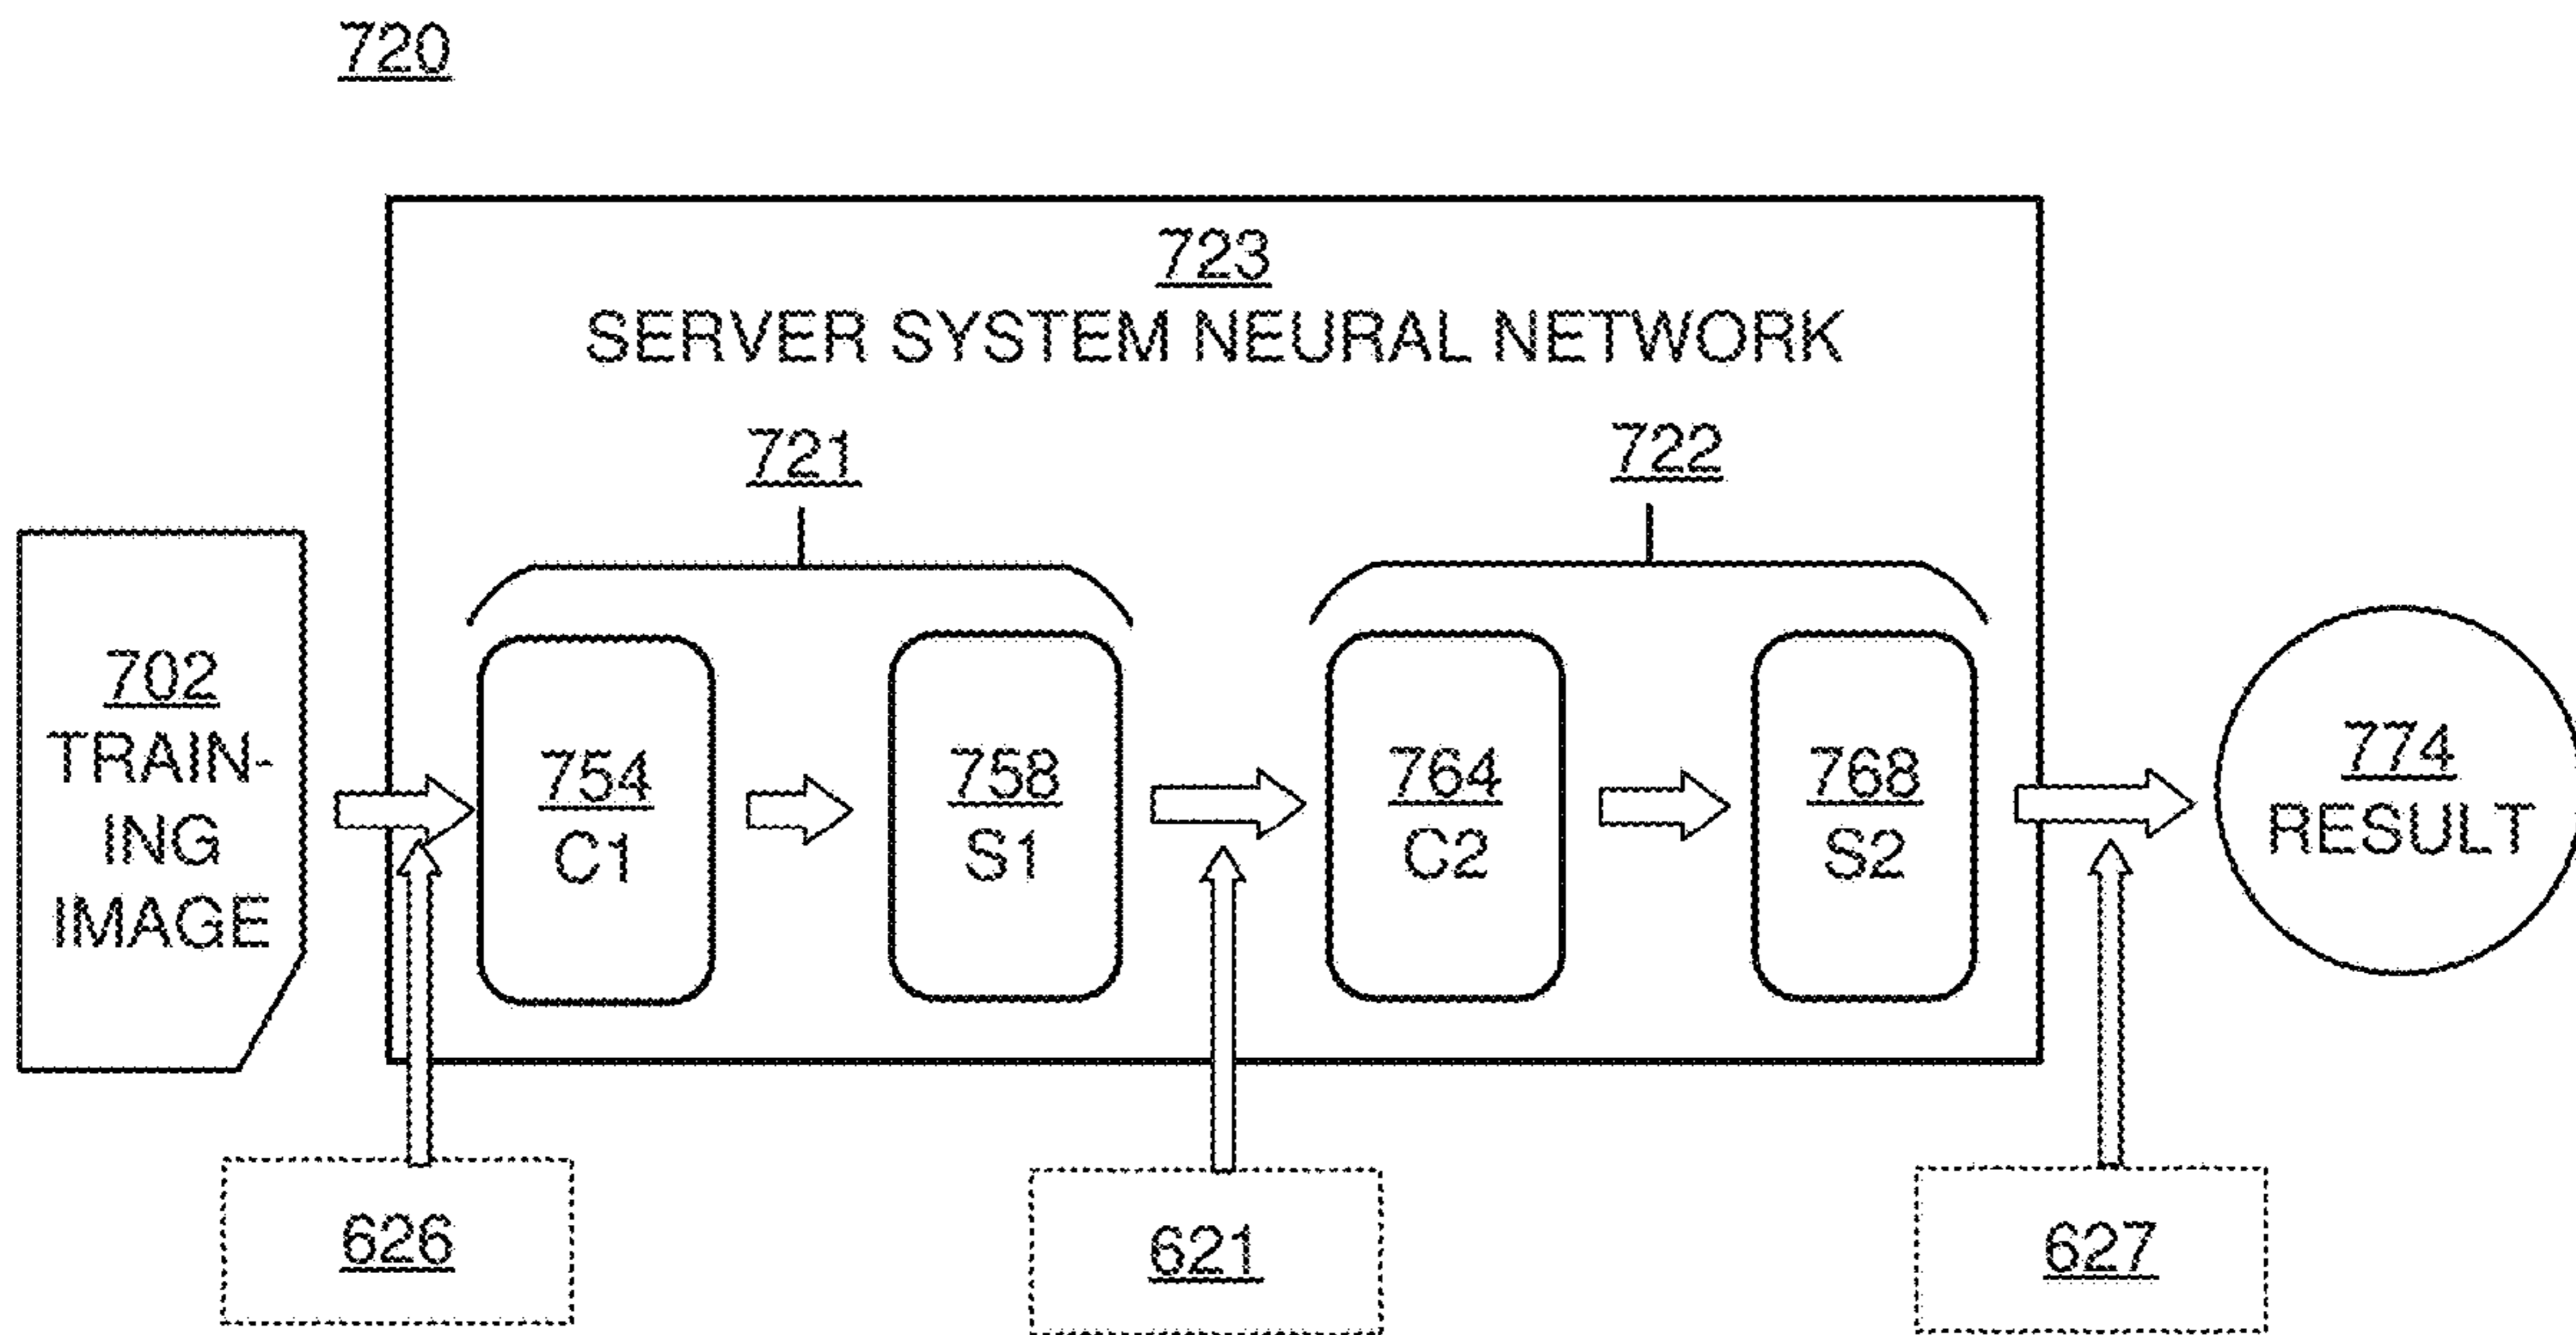 720
723
SERVER SYSTEM NEURAL NETWORK
721
722
702
TRAIN-
ING
IMAGE
754
C1
758
S1
764
C2
768
S2
774
RESULT
626
621
627